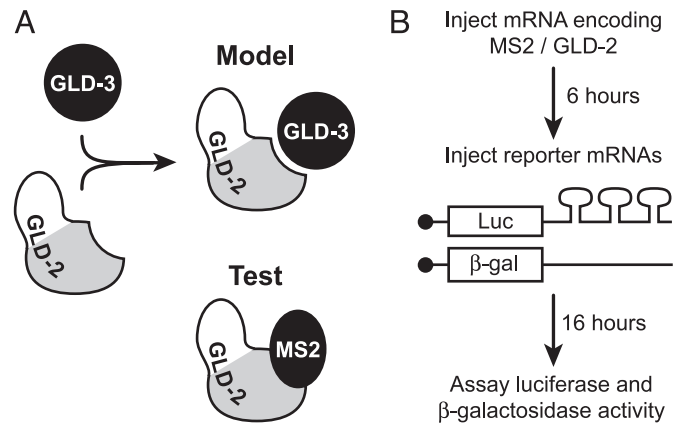 A
GLD-3
GLD-2
Model
GLD-3
GLD-2
Test
MS2
GLD-2
B
Inject mRNA encoding
MS2 / GLD-2
6 hours
Inject reporter mRNAs
Luc
β-gal
16 hours
Assay luciferase and
β-galactosidase activity